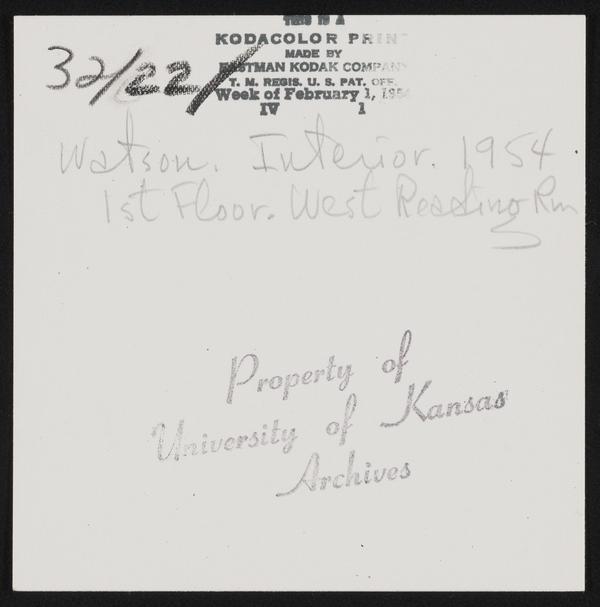 THIS IS A
KODACOLOR PRINT
MADE BY
EASTMAN KODAK COMPANY
T. M. REGIS. U. S. PAT. OFF.
Week of February 1, 1954
IV 1
32/22/
Watson. Interior. 1954
1st Floor. West Reading Rm
Property of
University of Kansas
Archives